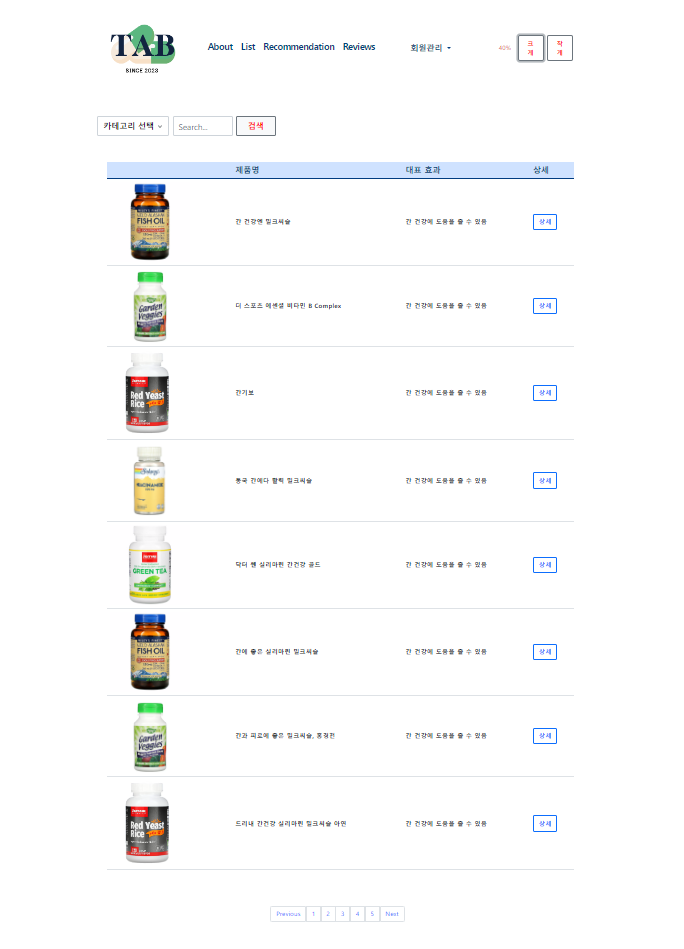 TAB
SINCE 2023
About List Recommendation Reviews 회원관리
40% 크게 작게
카테고리 선택 Search... 검색
제품명 대표 효과 상세
FISH OIL
간 건강엔 밀크씨슬 간 건강에 도움을 줄 수 있음 상세
Garden Veggies
더 스포츠 에센셜 비타민 B Complex 간 건강에 도움을 줄 수 있음 상세
Red Yeast Rice
간기보 간 건강에 도움을 줄 수 있음 상세
NIACINAMIDE
동국 간에다 활력 밀크씨슬 간 건강에 도움을 줄 수 있음 상세
GREEN TEA
닥터 웰 실리마린 간건강 골드 간 건강에 도움을 줄 수 있음 상세
FISH OIL
간에 좋은 실리마린 밀크씨슬 간 건강에 도움을 줄 수 있음 상세
Garden Veggies
간과 피로에 좋은 밀크씨슬, 홍경천 간 건강에 도움을 줄 수 있음 상세
Red Yeast Rice
드리내 간건강 실리마린 밀크씨슬 아연 간 건강에 도움을 줄 수 있음 상세
Previous 1 2 3 4 5 Next